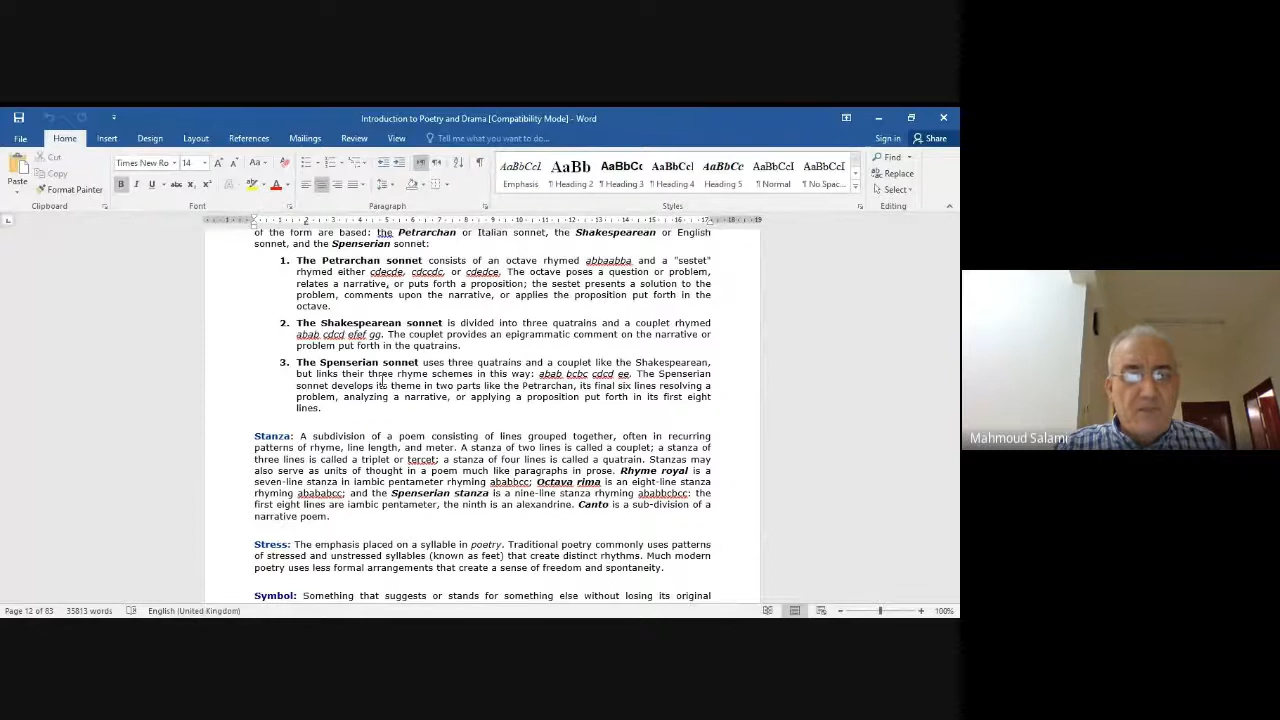 Introduction to Poetry and Drama [Compatibility Mode] - Word
File Home Insert Design Layout References Mailings Review View Tell me what you want to do... Sign in Share
Paste
Cut
Copy
Format Painter
Clipboard
Times New Ro 14
B I U abc
Font
Paragraph
AaBbCcI AaBb AaBbCc AaBbCcI AaBbCc AaBbCcI AaBbCcI
Emphasis ¶ Heading 2 ¶ Heading 3 ¶ Heading 4 Heading 5 ¶ Normal ¶ No Spac...
Styles
Find
Replace
Select
Editing
of the form are based: the Petrarchan or Italian sonnet, the Shakespearean or English
sonnet, and the Spenserian sonnet:
1. The Petrarchan sonnet consists of an octave rhymed abbaabba and a "sestet"
rhymed either cdecde, cdccdc, or cdedce. The octave poses a question or problem,
relates a narrative, or puts forth a proposition; the sestet presents a solution to the
problem, comments upon the narrative, or applies the proposition put forth in the
octave.
2. The Shakespearean sonnet is divided into three quatrains and a couplet rhymed
abab cdcd efef gg. The couplet provides an epigrammatic comment on the narrative or
problem put forth in the quatrains.
3. The Spenserian sonnet uses three quatrains and a couplet like the Shakespearean,
but links their three rhyme schemes in this way: abab bcbc cdcd ee. The Spenserian
sonnet develops its theme in two parts like the Petrarchan, its final six lines resolving a
problem, analyzing a narrative, or applying a proposition put forth in its first eight
lines.
Stanza: A subdivision of a poem consisting of lines grouped together, often in recurring
patterns of rhyme, line length, and meter. A stanza of two lines is called a couplet; a stanza of
three lines is called a triplet or tercet; a stanza of four lines is called a quatrain. Stanzas may
also serve as units of thought in a poem much like paragraphs in prose. Rhyme royal is a
seven-line stanza in iambic pentameter rhyming ababbcc; Octava rima is an eight-line stanza
rhyming abababcc; and the Spenserian stanza is a nine-line stanza rhyming ababbcbcc: the
first eight lines are iambic pentameter, the ninth is an alexandrine. Canto is a sub-division of a
narrative poem.
Stress: The emphasis placed on a syllable in poetry. Traditional poetry commonly uses patterns
of stressed and unstressed syllables (known as feet) that create distinct rhythms. Much modern
poetry uses less formal arrangements that create a sense of freedom and spontaneity.
Symbol: Something that suggests or stands for something else without losing its original
Page 12 of 83 35813 words English (United Kingdom) 100%
Mahmoud Salami